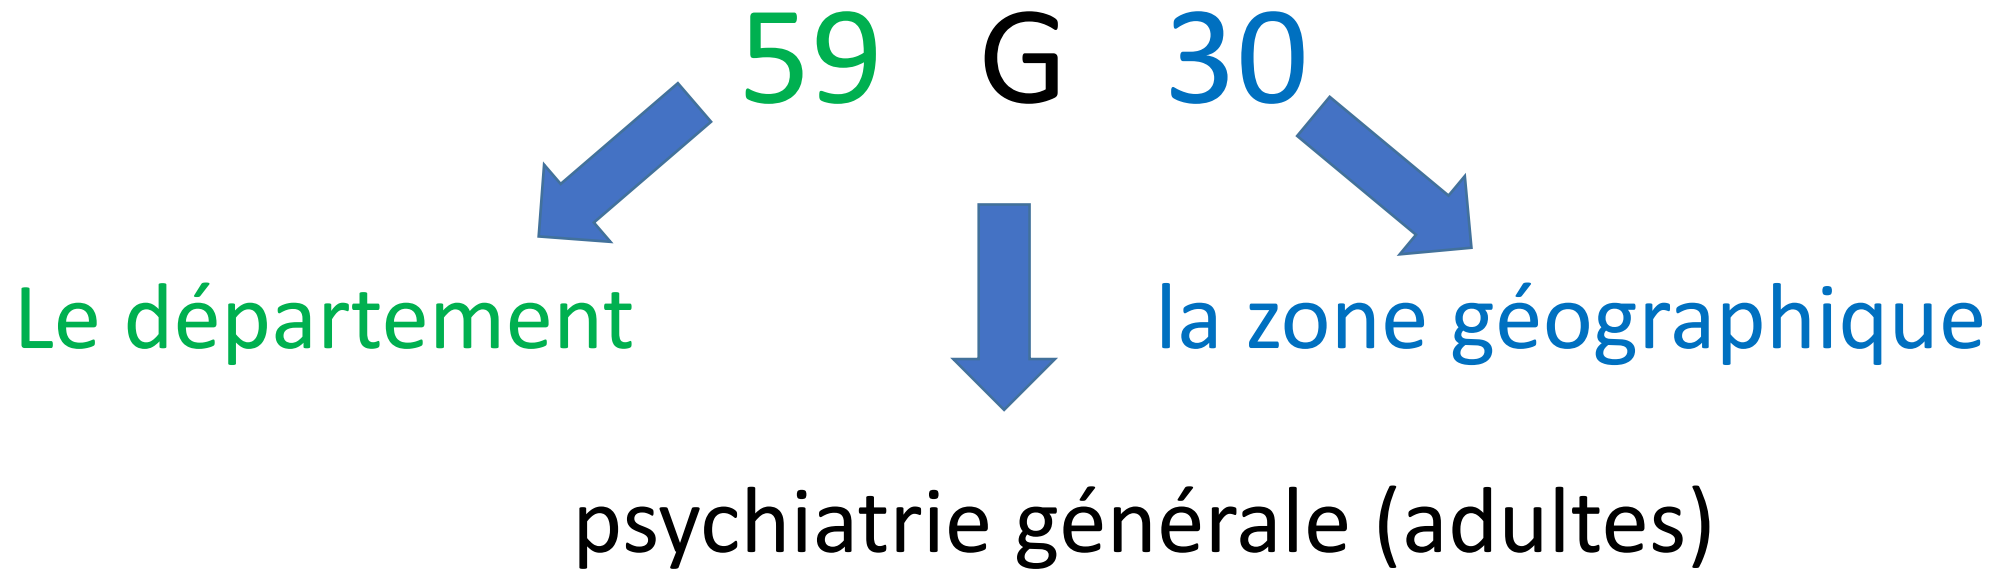 59 G 30
Le département
la zone géographique
psychiatrie générale (adultes)